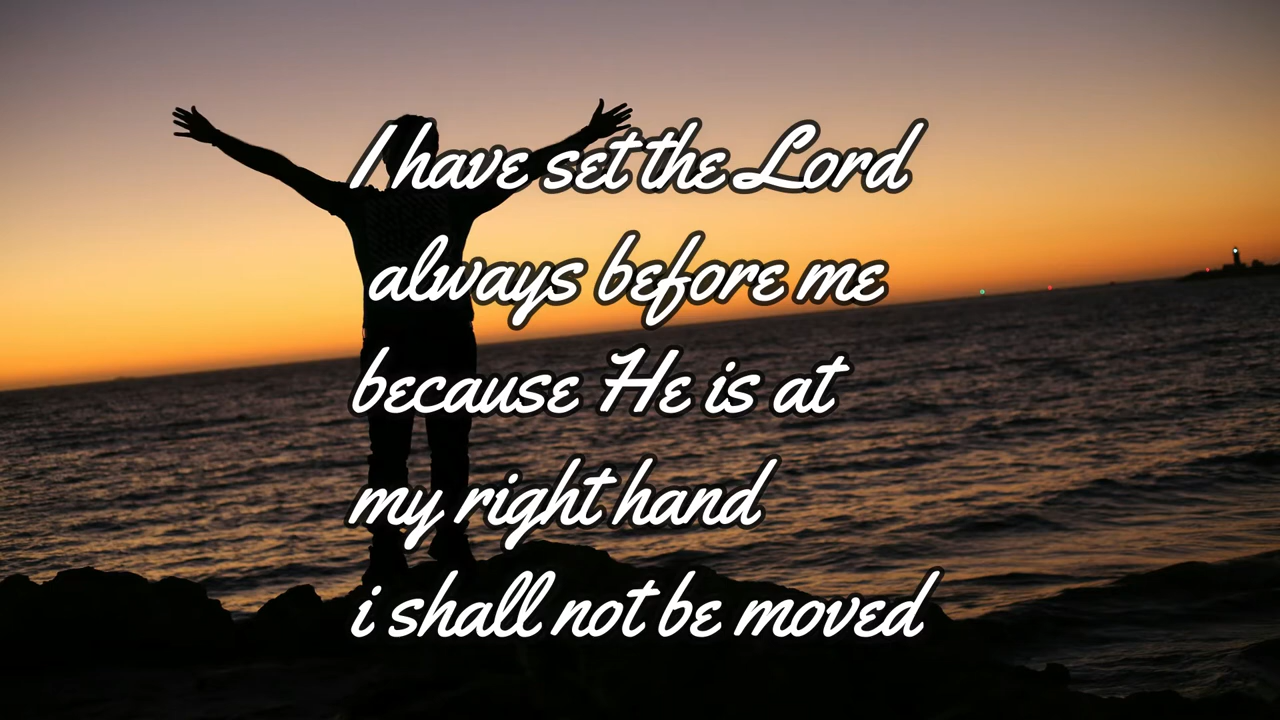 I have set the Lord
always before me
because He is at
my right hand
i shall not be moved